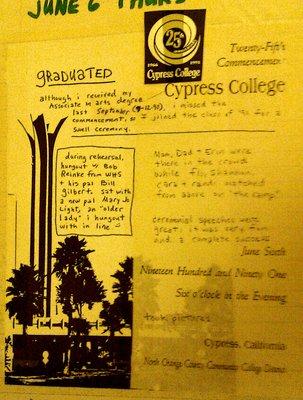 JUNE 6 THURS
25
1966 1991
Cypress College
Twenty-Fifth
Commencement
Cypress College
GRADUATED
although i received my
Associate in arts degree
last September (9-12-90), i missed the
commencement, so i joined the class of '91 for a
swell ceremony.
during rehearsal,
hungout w/ Bob
Reinke from WHS
+ his pal Bill
Gilbert. sat with
a new pal Mary Jo
Light, an "older
lady" i hungout
with in line
Mom, Dad + Erin were
there in the crowd
while fly, Shannon,
cara + randi watched
from above on "the ramp."
ceremonial speeches were
great. it was very fun
and a complete success
June Sixth
Nineteen Hundred and Ninety One
Six o'clock in the Evening
took pictures
Cypress, California
North Orange County Community College District